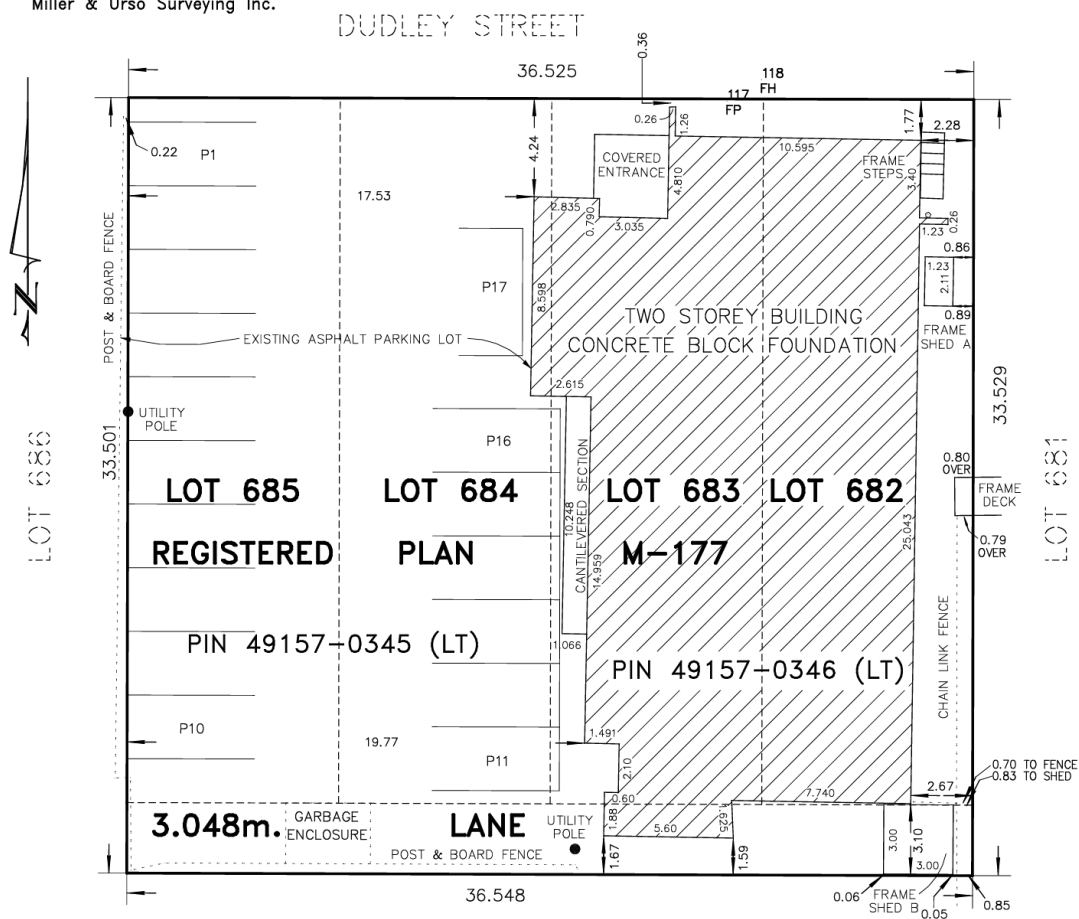 Miller & Urso Surveying Inc.
DUDLEY STREET
36.525
0.36
118
FH
117
FP
0.26
1.26
1.77
2.28
0.22
P1
4.24
COVERED
ENTRANCE
10.595
FRAME
STEPS
4.810
3.40
17.53
2.835
0.790
3.035
1.23
0.26
POST & BOARD FENCE
N
0.86
P17
8.598
1.23
2.11
0.89
TWO STOREY BUILDING
CONCRETE BLOCK FOUNDATION
FRAME
SHED A
EXISTING ASPHALT PARKING LOT
2.615
33.529
UTILITY
POLE
33.501
P16
LOT 686
LOT 681
0.80
OVER
LOT 685
LOT 684
LOT 683
LOT 682
FRAME
DECK
10.248
CANTILEVERED SECTION
14.959
25.043
0.79
OVER
REGISTERED
PLAN
M-177
PIN 49157-0345 (LT)
1.066
PIN 49157-0346 (LT)
CHAIN LINK FENCE
P10
19.77
1.491
P11
2.10
0.70 TO FENCE
0.83 TO SHED
2.67
7.740
0.60
3.048m.
GARBAGE
ENCLOSURE
LANE
UTILITY
POLE
1.88
5.60
1.625
3.00
3.10
POST & BOARD FENCE
1.67
1.59
3.00
36.548
0.06
FRAME
SHED B
0.05
0.85